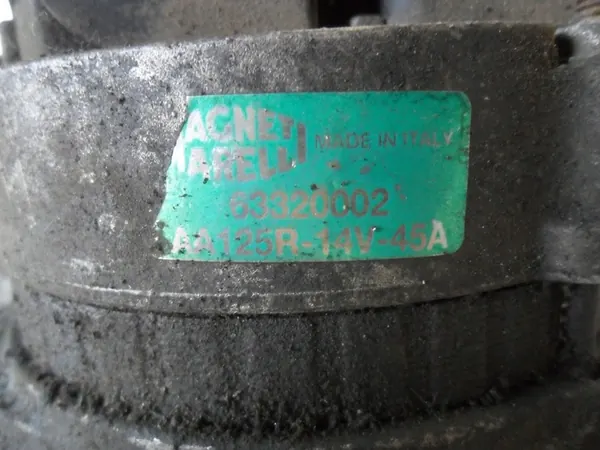 MAGNETI
MARELLI
MADE IN ITALY
63320002
AA125R-14V-45A